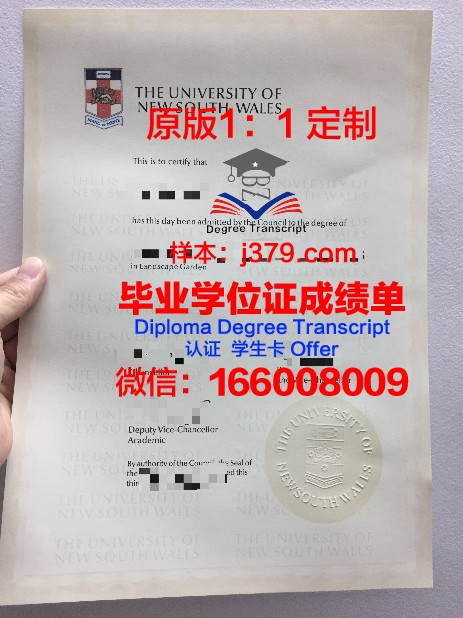 THE UNIVERSITY OF
NEW SOUTH WALES
原版1：1 定制
This is to certify that
has this day been admitted by the Council to the degree of
Degree Transcript
样本：j379.com
in Landscape Garden
毕业学位证成绩单
Diploma Degree Transcript
认证 学生卡 Offer
微信：166008009
Deputy Vice-Chancellor
Academic
By authority of the Council the Seal of
the
ed this
THE UNIVERSITY OF
NEW SOUTH WALES